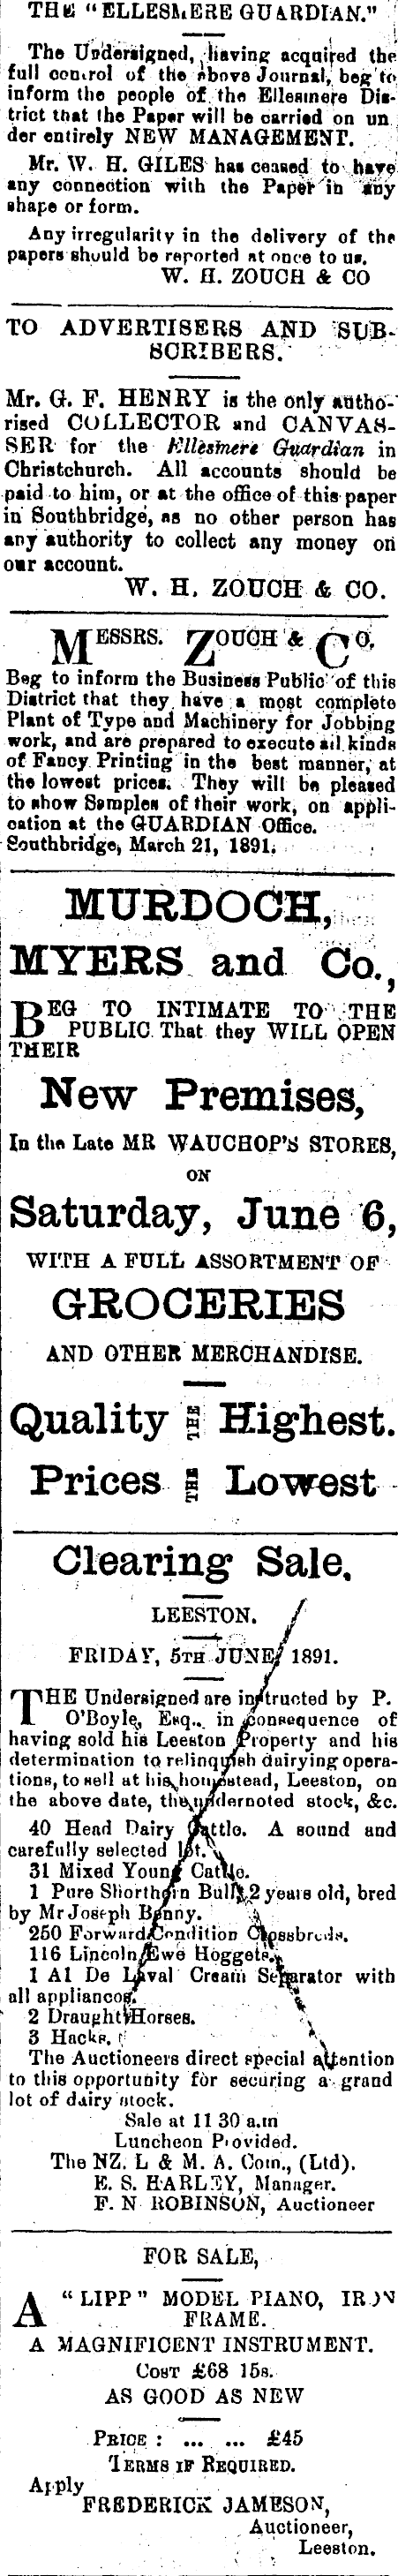 THE "ELLESMERE GUARDIAN."
The Undersigned, having acquired the
full control of the above Journal, beg to
inform the people of the Ellesmere Dis-
trict that the Paper will be carried on un
der entirely NEW MANAGEMENT.
Mr. W. H. GILES has ceased to have
any connection with the Paper in any
shape or form.
Any irregularity in the delivery of the
papers should be reported at once to us.
W. H. ZOUCH & CO
TO ADVERTISERS AND SUB-
SCRIBERS.
Mr. G. F. HENRY is the only autho-
rised COLLECTOR and CANVAS-
SER for the Ellesmere Guardian in
Christchurch. All accounts should be
paid to him, or at the office of this paper
in Southbridge, as no other person has
any authority to collect any money on
our account.
W. H. ZOUCH & CO.
MESSRS. ZOUCH & CO.
Beg to inform the Business Public of this
District that they have a most complete
Plant of Type and Machinery for Jobbing
work, and are prepared to execute all kinds
of Fancy Printing in the best manner, at
the lowest prices. They will be pleased
to show Samples of their work, on appli-
cation at the GUARDIAN Office.
Southbridge, March 21, 1891.
MURDOCH,
MYERS and Co.,
BEG TO INTIMATE TO THE
PUBLIC That they WILL OPEN
THEIR
New Premises,
In the Late MR WAUCHOP'S STORES,
ON
Saturday, June 6,
WITH A FULL ASSORTMENT OF
GROCERIES
AND OTHER MERCHANDISE.
Quality THE Highest.
Prices THE Lowest
Clearing Sale.
LEESTON.
FRIDAY, 5TH JUNE, 1891.
THE Undersigned are instructed by P.
O'Boyle, Esq., in consequence of
having sold his Leeston Property and his
determination to relinquish dairying opera-
tions, to sell at his homestead, Leeston, on
the above date, the undernoted stock, &c.
40 Head Dairy Cattle. A sound and
carefully selected lot.
31 Mixed Young Cattle.
1 Pure Shorthorn Bull, 2 years old, bred
by Mr Joseph Benny.
250 Forward Condition Crossbreds.
116 Lincoln Ewe Hoggets.
1 A1 De Laval Cream Separator with
all appliances.
2 Draught Horses.
3 Hacks.
The Auctioneers direct special attention
to this opportunity for securing a grand
lot of dairy stock.
Sale at 11 30 a.m
Luncheon Provided.
The NZ. L & M. A. Com., (Ltd).
E. S. HARLEY, Manager.
F. N ROBINSON, Auctioneer
FOR SALE,
A "LIPP" MODEL PIANO, IRON
FRAME.
A MAGNIFICENT INSTRUMENT.
COST £68 15s.
AS GOOD AS NEW
PRICE : ... ... £45
TERMS IF REQUIRED.
Apply
FREDERICK JAMESON,
Auctioneer,
Leeston.